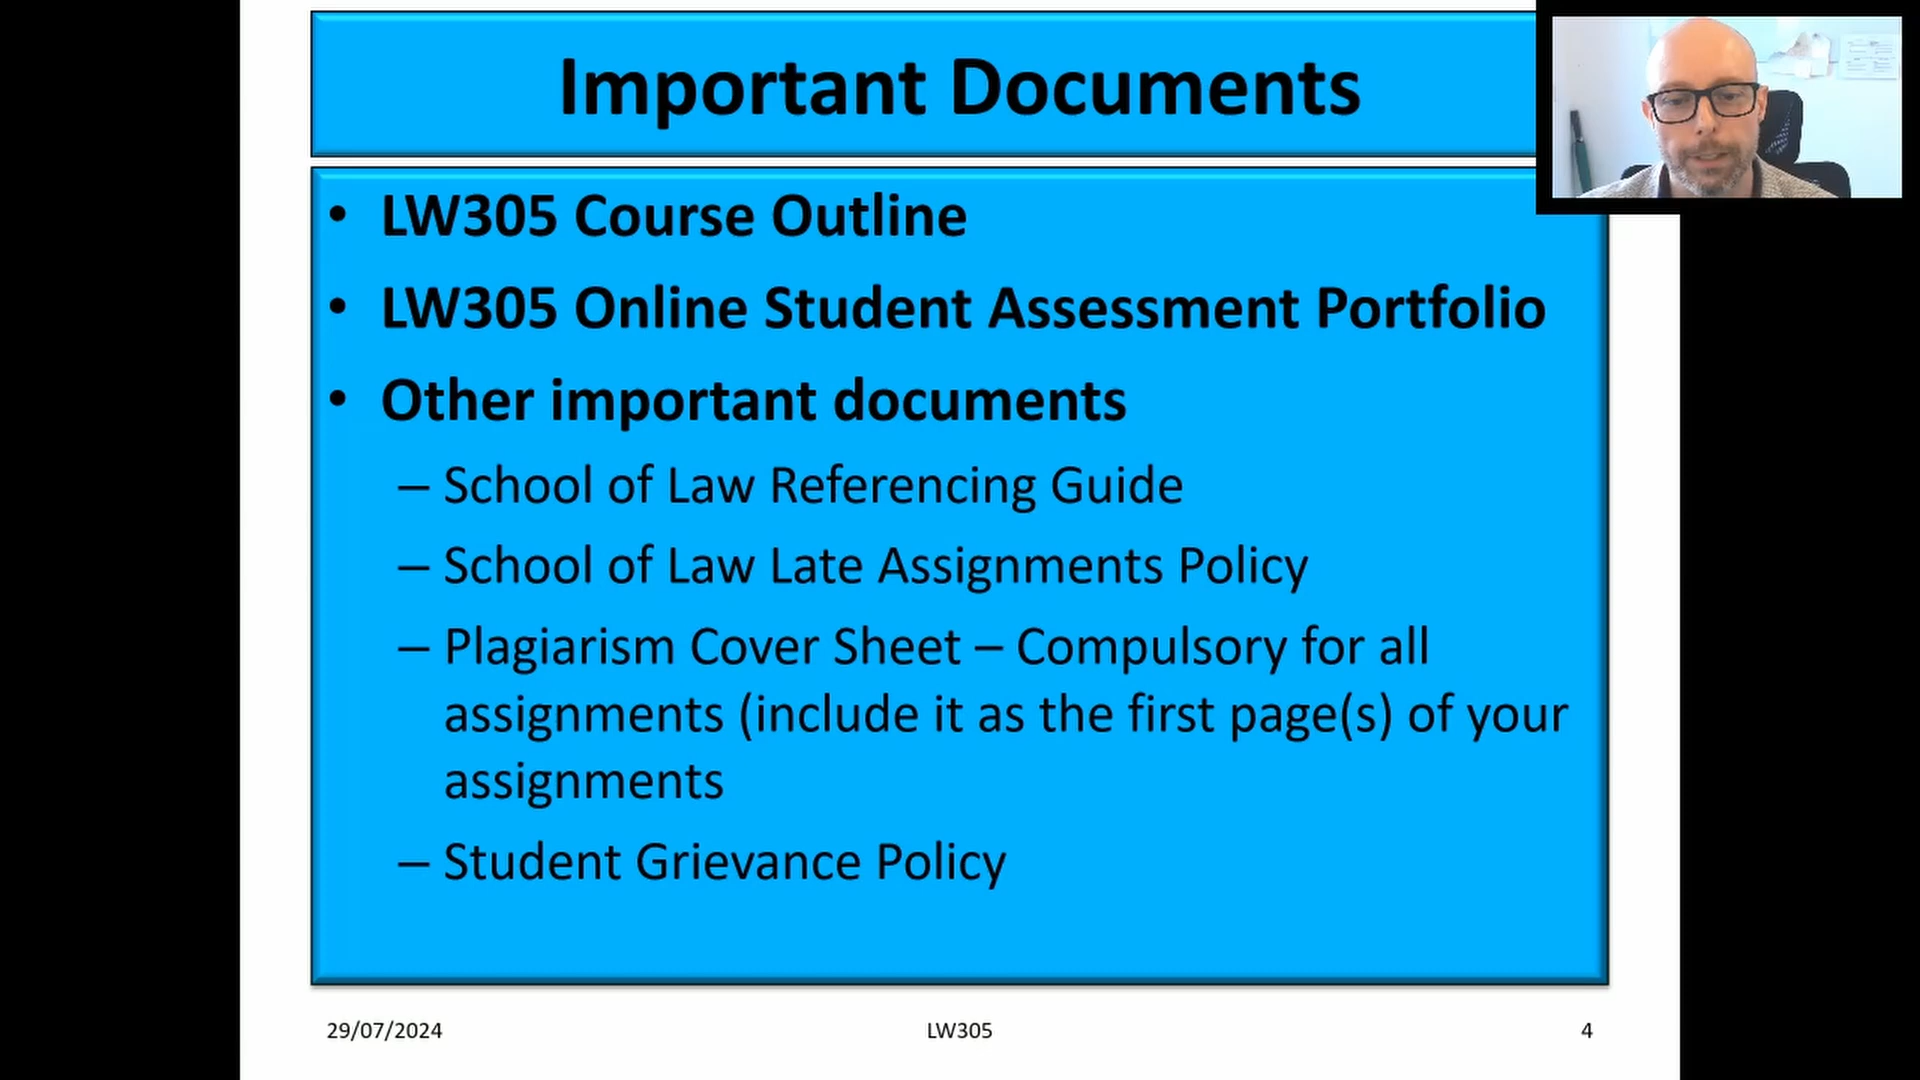 Important Documents
• LW305 Course Outline
• LW305 Online Student Assessment Portfolio
• Other important documents
– School of Law Referencing Guide
– School of Law Late Assignments Policy
– Plagiarism Cover Sheet – Compulsory for all
assignments (include it as the first page(s) of your
assignments
– Student Grievance Policy
29/07/2024
LW305
4